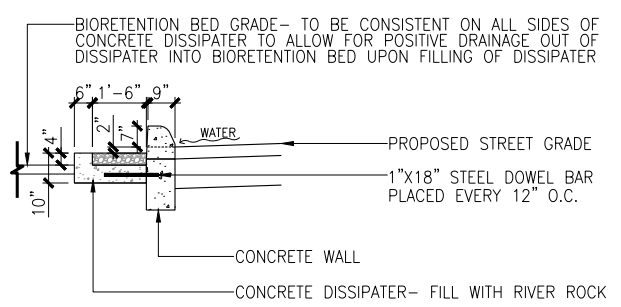 BIORETENTION BED GRADE– TO BE CONSISTENT ON ALL SIDES OF
CONCRETE DISSIPATER TO ALLOW FOR POSITIVE DRAINAGE OUT OF
DISSIPATER INTO BIORETENTION BED UPON FILLING OF DISSIPATER
6" 1'-6" 9"
2"
7"
4"
10"
WATER
PROPOSED STREET GRADE
1"X18" STEEL DOWEL BAR
PLACED EVERY 12" O.C.
CONCRETE WALL
CONCRETE DISSIPATER– FILL WITH RIVER ROCK